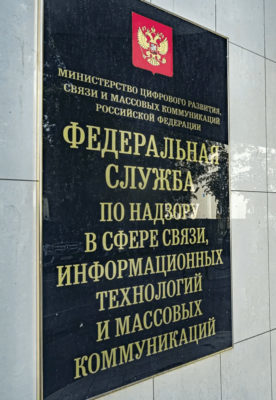 МИНИСТЕРСТВО ЦИФРОВОГО РАЗВИТИЯ,
СВЯЗИ И МАССОВЫХ КОММУНИКАЦИЙ
РОССИЙСКОЙ ФЕДЕРАЦИИ
ФЕДЕРАЛЬНАЯ
СЛУЖБА
ПО НАДЗОРУ
В СФЕРЕ СВЯЗИ,
ИНФОРМАЦИОННЫХ
ТЕХНОЛОГИЙ
И МАССОВЫХ
КОММУНИКАЦИЙ